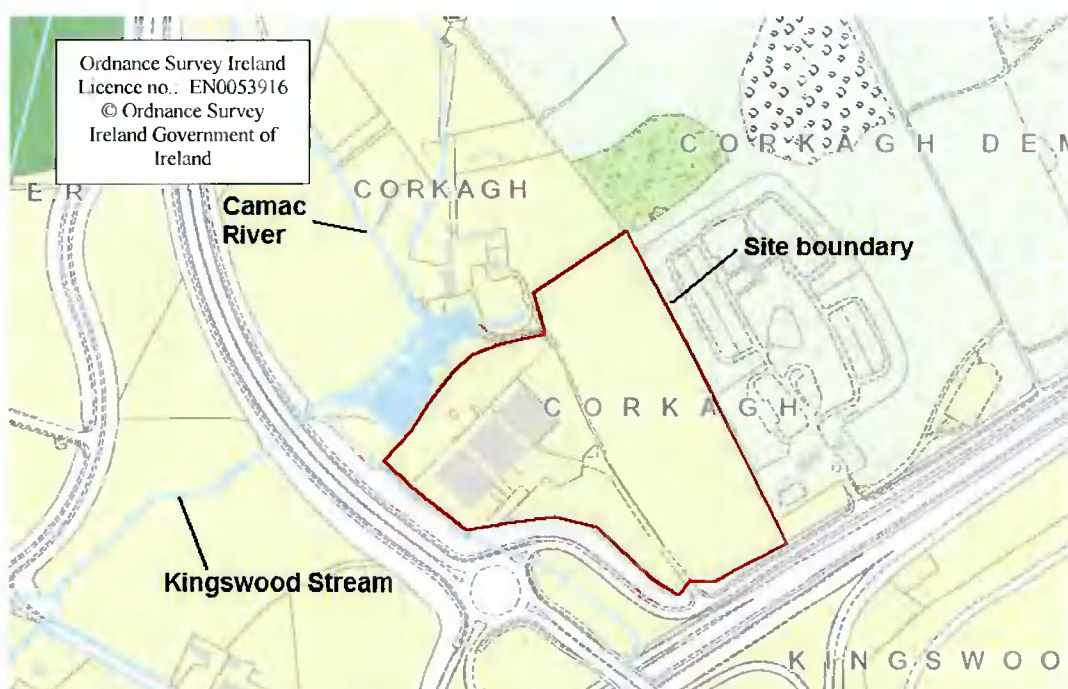 Ordnance Survey Ireland
Licence no.: EN0053916
© Ordnance Survey
Ireland Government of
Ireland
CORKAGH DEM
E R
CORKAGH
Camac
River
Site boundary
CORKAGH
Kingswood Stream
KINGSWOO